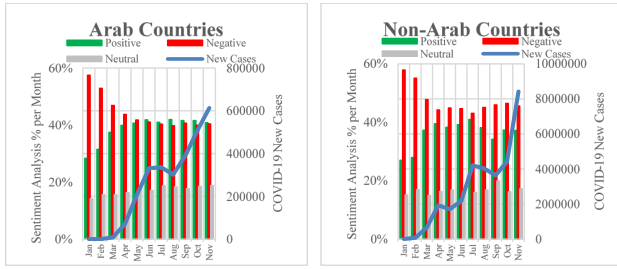 Arab Countries
Positive Negative
Neutral New Cases
60%
40%
20%
0%
Sentiment Analysis % per Month
800000
600000
400000
200000
0
COVID-19 New Cases
Jan Feb Mar Apr May Jun Jul Aug Sep Oct Nov
Non-Arab Countries
Positive Negative
Neutral New Cases
60%
40%
20%
0%
Sentiment Analysis % per Month
10000000
8000000
6000000
4000000
2000000
0
COVID-19 New Cases
Jan Feb Mar Apr May Jun Jul Aug Sep Oct Nov